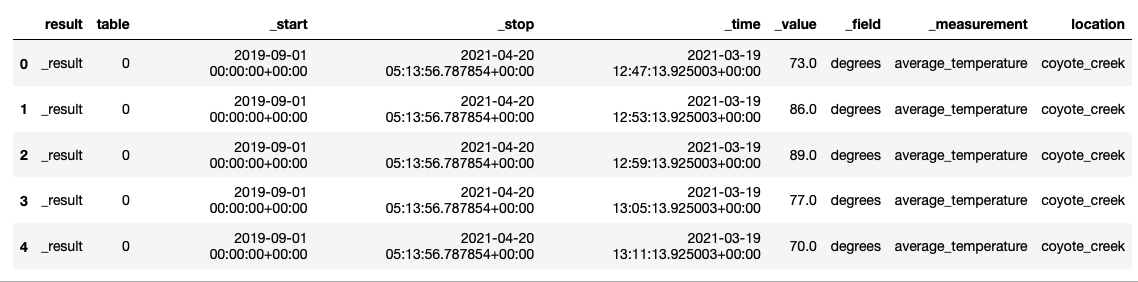 result table _start _stop _time _value _field _measurement location
0 _result 0 2019-09-01 00:00:00+00:00 2021-04-20 05:13:56.787854+00:00 2021-03-19 12:47:13.925003+00:00 73.0 degrees average_temperature coyote_creek
1 _result 0 2019-09-01 00:00:00+00:00 2021-04-20 05:13:56.787854+00:00 2021-03-19 12:53:13.925003+00:00 86.0 degrees average_temperature coyote_creek
2 _result 0 2019-09-01 00:00:00+00:00 2021-04-20 05:13:56.787854+00:00 2021-03-19 12:59:13.925003+00:00 89.0 degrees average_temperature coyote_creek
3 _result 0 2019-09-01 00:00:00+00:00 2021-04-20 05:13:56.787854+00:00 2021-03-19 13:05:13.925003+00:00 77.0 degrees average_temperature coyote_creek
4 _result 0 2019-09-01 00:00:00+00:00 2021-04-20 05:13:56.787854+00:00 2021-03-19 13:11:13.925003+00:00 70.0 degrees average_temperature coyote_creek